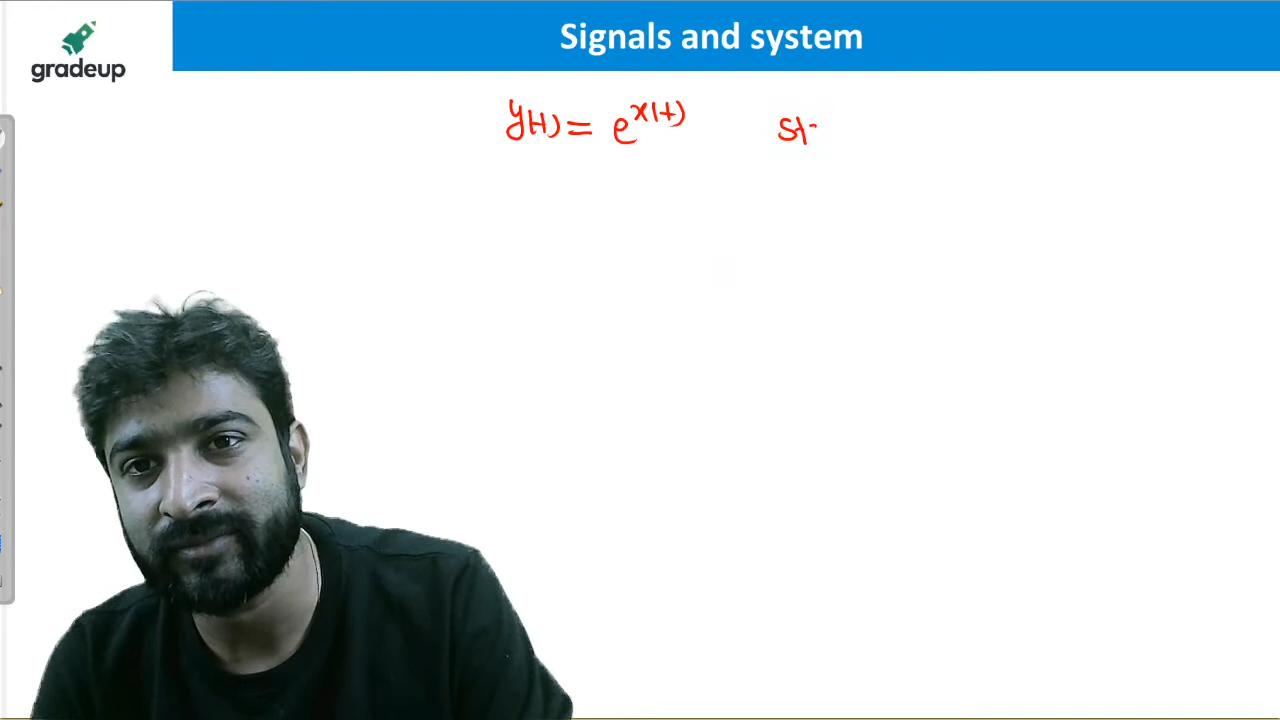 gradeup
Signals and system
y(t) = e^x(t)